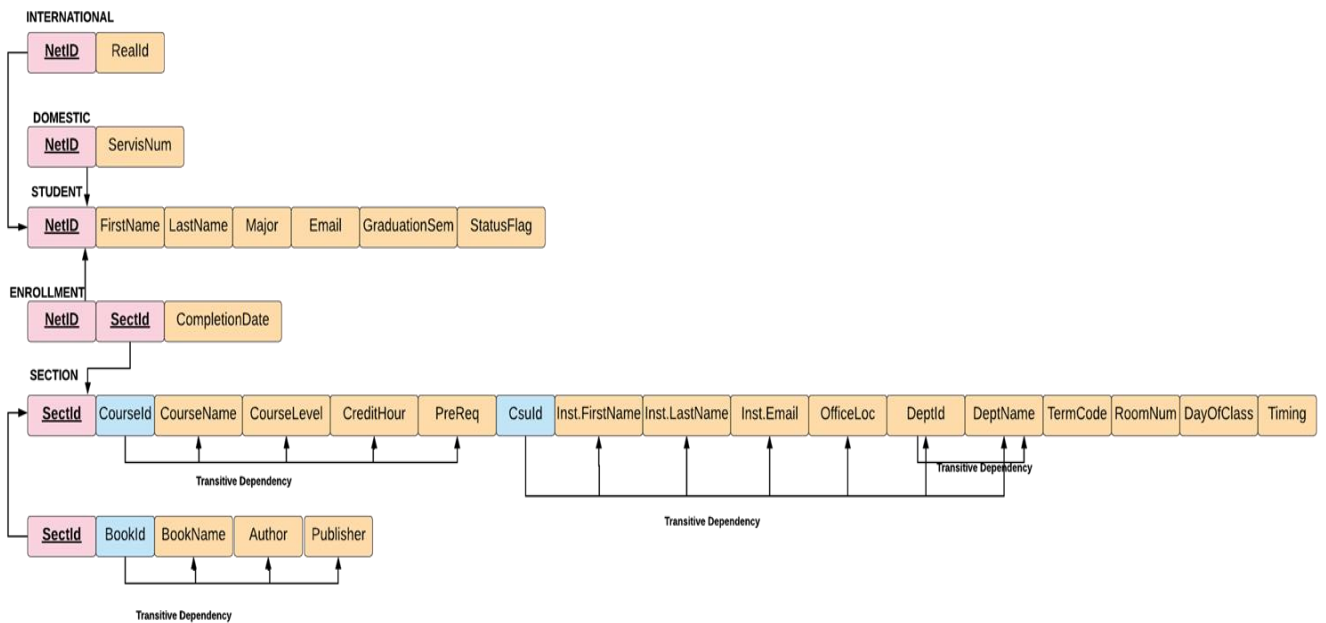 INTERNATIONAL
NetID RealId
DOMESTIC
NetID ServisNum
STUDENT
NetID FirstName LastName Major Email GraduationSem StatusFlag
ENROLLMENT
NetID SectId CompletionDate
SECTION
SectId CourseId CourseName CourseLevel CreditHour PreReq CsuId Inst.FirstName Inst.LastName Inst.Email OfficeLoc DeptId DeptName TermCode RoomNum DayOfClass Timing
Transitive Dependency
Transitive Dependency
Transitive Dependency
SectId BookId BookName Author Publisher
Transitive Dependency